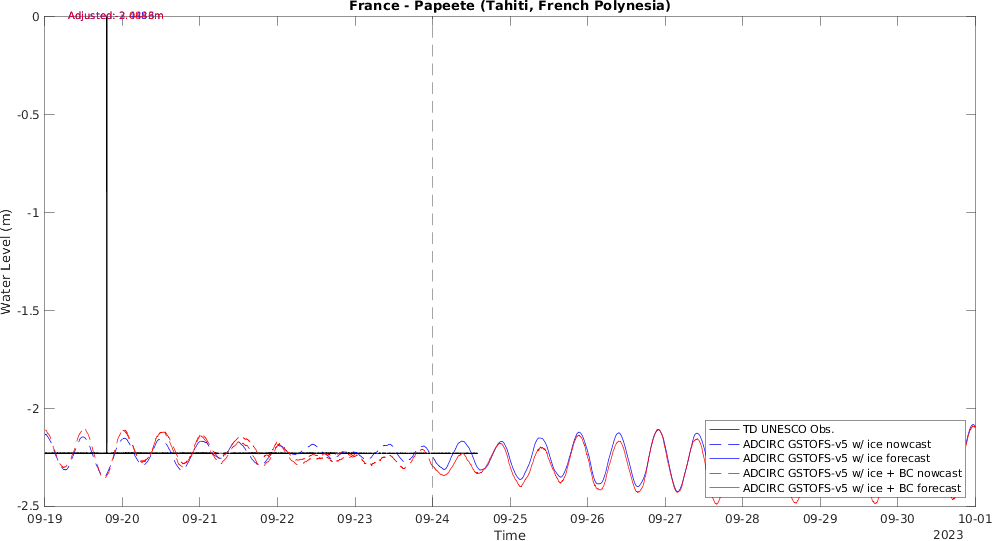 France - Papeete (Tahiti, French Polynesia)
Adjusted:
0
-0.5
-1
-1.5
-2
-2.5
Water Level (m)
TD UNESCO Obs.
ADCIRC GSTOFS-v5 w/ ice nowcast
ADCIRC GSTOFS-v5 w/ ice forecast
ADCIRC GSTOFS-v5 w/ ice + BC nowcast
ADCIRC GSTOFS-v5 w/ ice + BC forecast
09-19 09-20 09-21 09-22 09-23 09-24 09-25 09-26 09-27 09-28 09-29 09-30 10-01
Time
2023